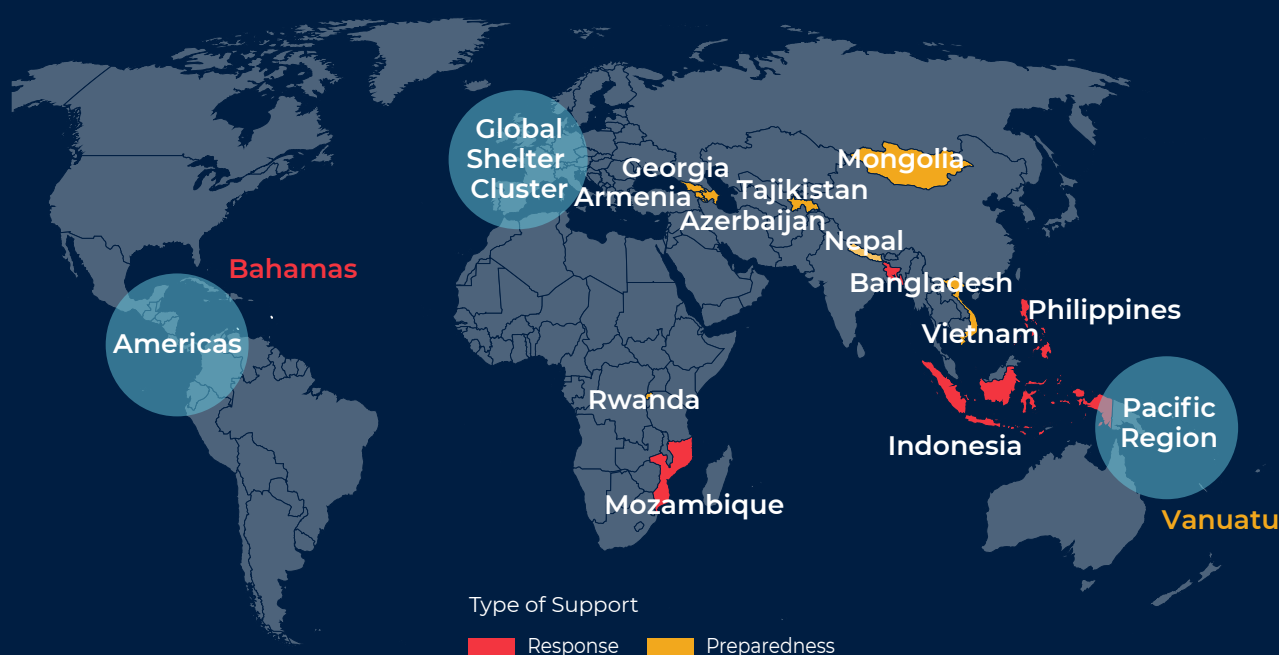 Global
Shelter
Cluster
Georgia
Mongolia
Armenia
Tajikistan
Azerbaijan
Nepal
Bahamas
Bangladesh
Philippines
Vietnam
Americas
Rwanda
Pacific
Region
Indonesia
Mozambique
Vanuatu
Type of Support
Response
Preparedness